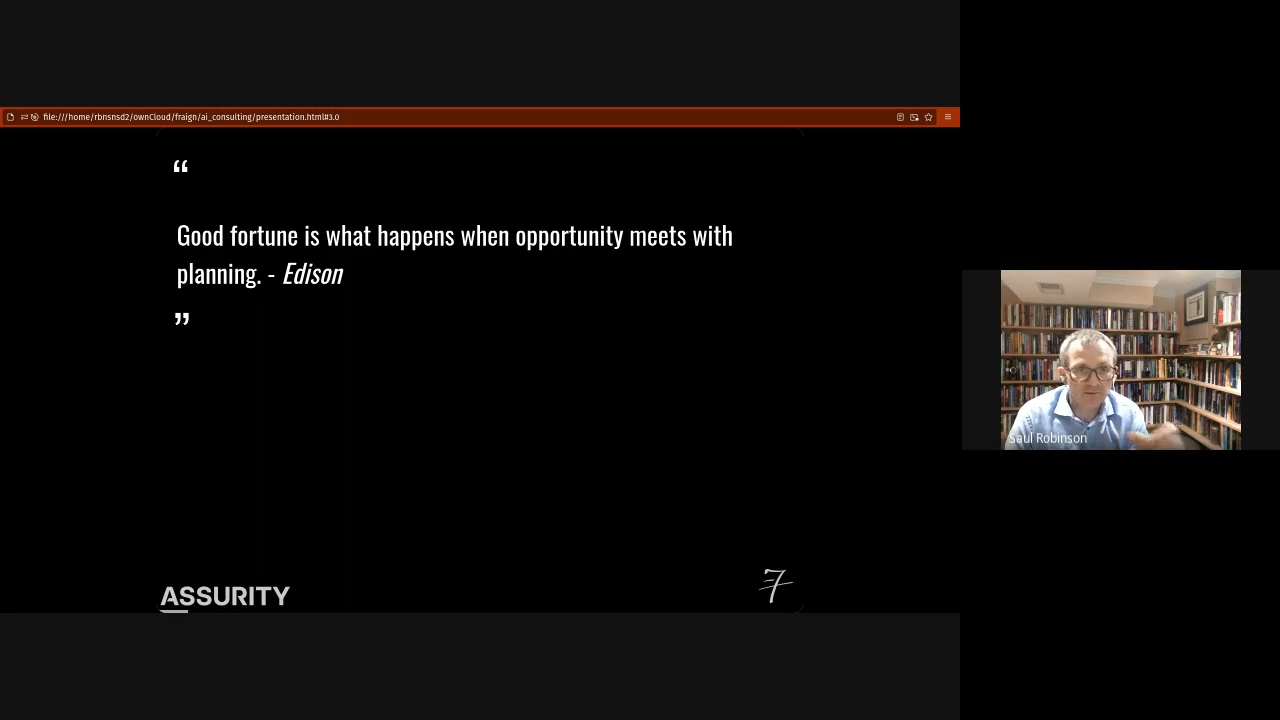 file:///home/rbnsnsd2/ownCloud/fraign/ai_consulting/presentation.html#3.0
“
Good fortune is what happens when opportunity meets with
planning. - Edison
”
ASSURITY
Saul Robinson